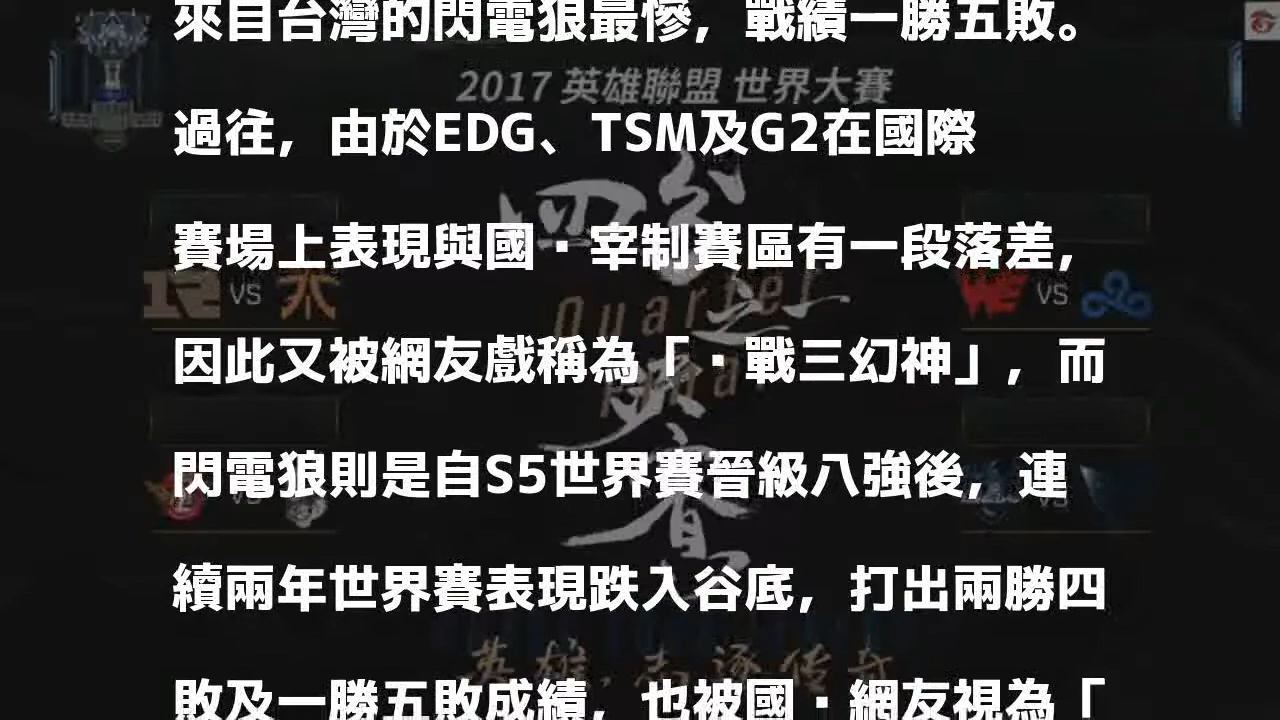 來自台灣的閃電狼最慘，戰績一勝五敗。
2017 英雄聯盟 世界大賽
過往，由於EDG、TSM及G2在國際
賽場上表現與國·宰制賽區有一段落差，
VS
VS
因此又被網友戲稱為「·戰三幻神」，而
閃電狼則是自S5世界賽晉級八強後，連
續兩年世界賽表現跌入谷底，打出兩勝四
敗及一勝五敗成績，也被國·網友視為「